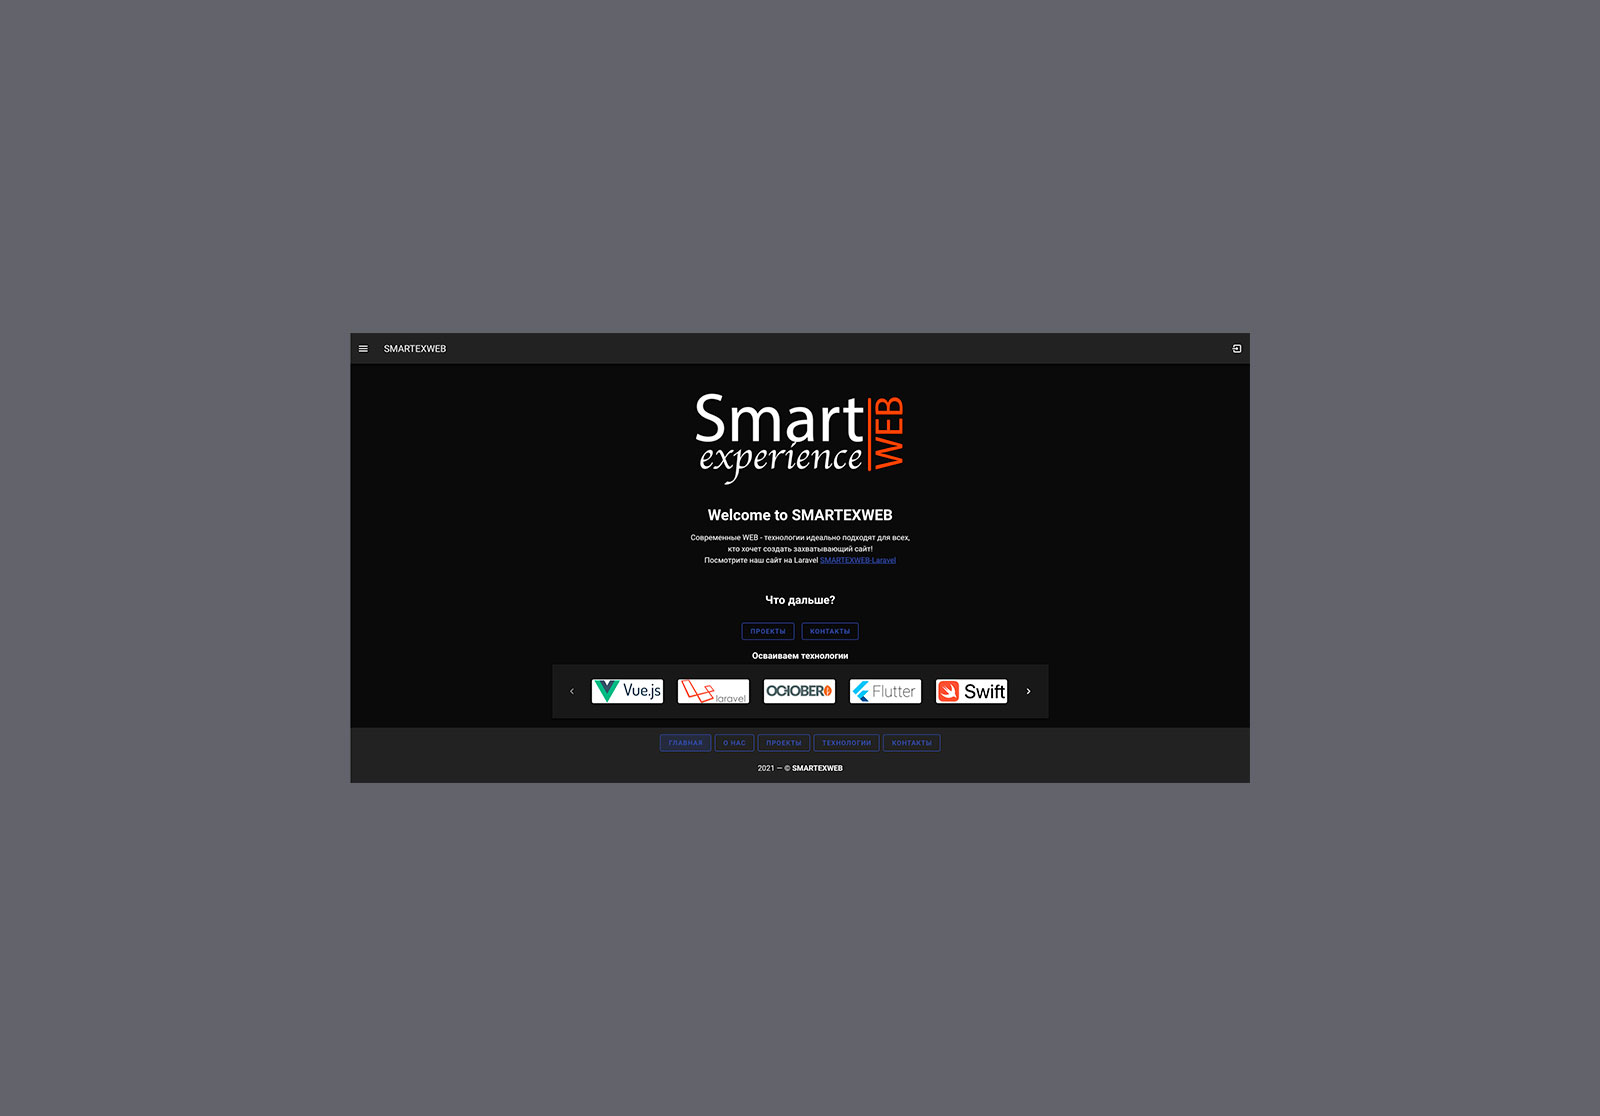 SMARTEXWEB
Smart
experience
WEB
Welcome to SMARTEXWEB
Современные WEB - технологии идеально подходят для всех,
кто хочет создать захватывающий сайт!
Посмотрите наш сайт на Laravel SMARTEXWEB-Laravel
Что дальше?
ПРОЕКТЫ КОНТАКТЫ
Осваиваем технологии
Vue.js laravel OCTOBER Flutter Swift
ГЛАВНАЯ О НАС ПРОЕКТЫ ТЕХНОЛОГИИ КОНТАКТЫ
2021 — © SMARTEXWEB